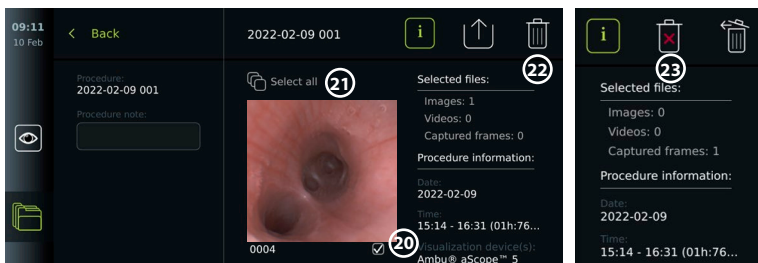 09:11
10 Feb
Back
2022-02-09 001
i
22
Procedure:
2022-02-09 001
Procedure note:
Select all
21
Selected files:
Images: 1
Videos: 0
Captured frames: 0
Procedure information:
Date:
2022-02-09
Time:
15:14 - 16:31 (01h:76...
Visualization device(s):
Ambu® aScope™ 5
0004
20
i
23
Selected files:
Images: 0
Videos: 0
Captured frames: 1
Procedure information:
Date:
2022-02-09
Time:
15:14 - 16:31 (01h:76...